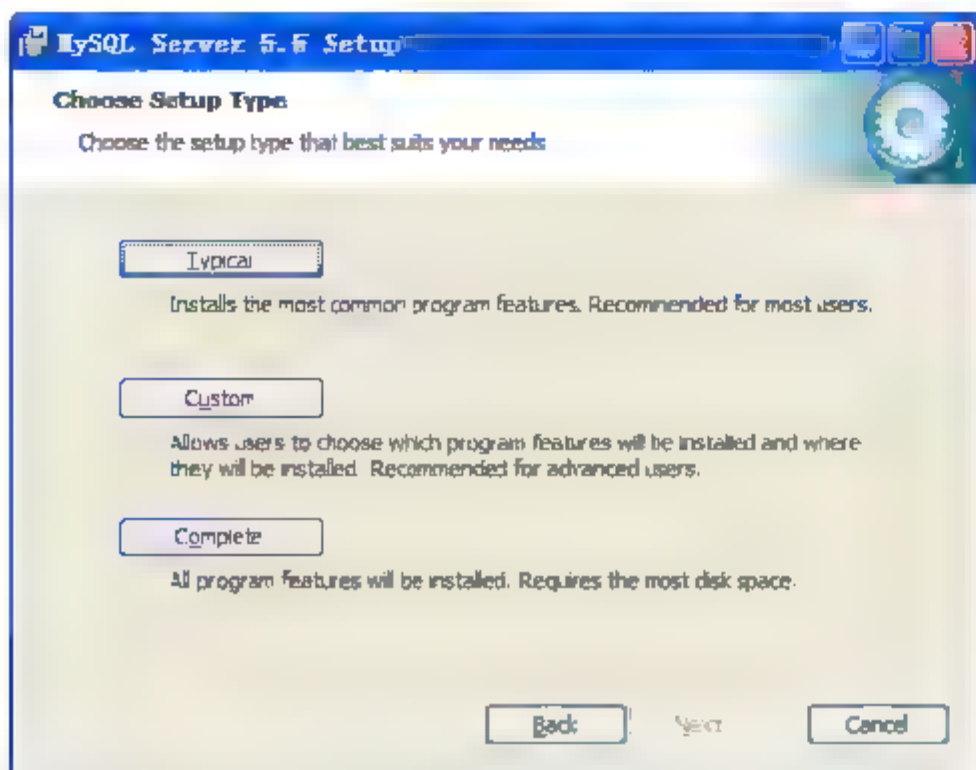 MySQL Server 5.5 Setup
Choose Setup Type
Choose the setup type that best suits your needs
Typical
Installs the most common program features. Recommended for most users.
Custom
Allows users to choose which program features will be installed and where
they will be installed. Recommended for advanced users.
Complete
All program features will be installed. Requires the most disk space.
Back Next Cancel